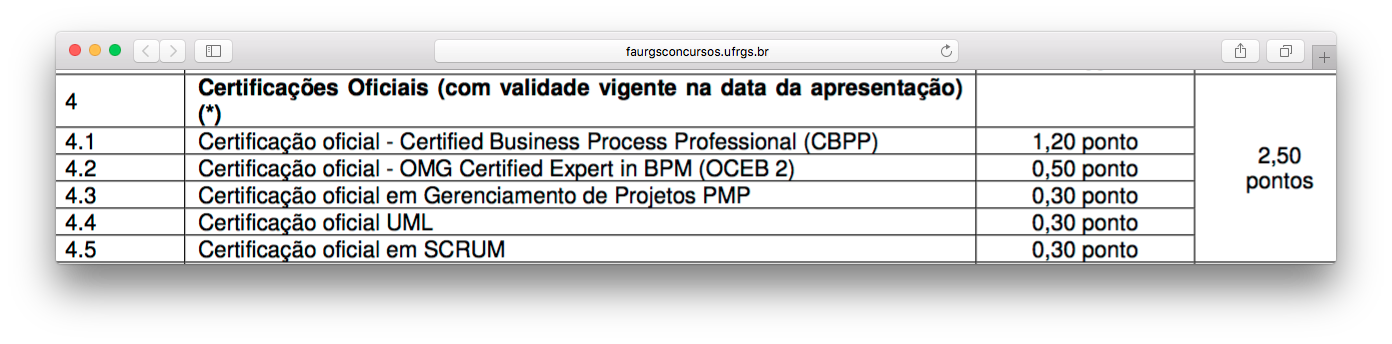 faurgsconcursos.ufrgs.br
4 Certificações Oficiais (com validade vigente na data da apresentação)
(*)
4.1 Certificação oficial - Certified Business Process Professional (CBPP) 1,20 ponto
4.2 Certificação oficial - OMG Certified Expert in BPM (OCEB 2) 0,50 ponto
4.3 Certificação oficial em Gerenciamento de Projetos PMP 0,30 ponto
4.4 Certificação oficial UML 0,30 ponto
4.5 Certificação oficial em SCRUM 0,30 ponto
2,50
pontos